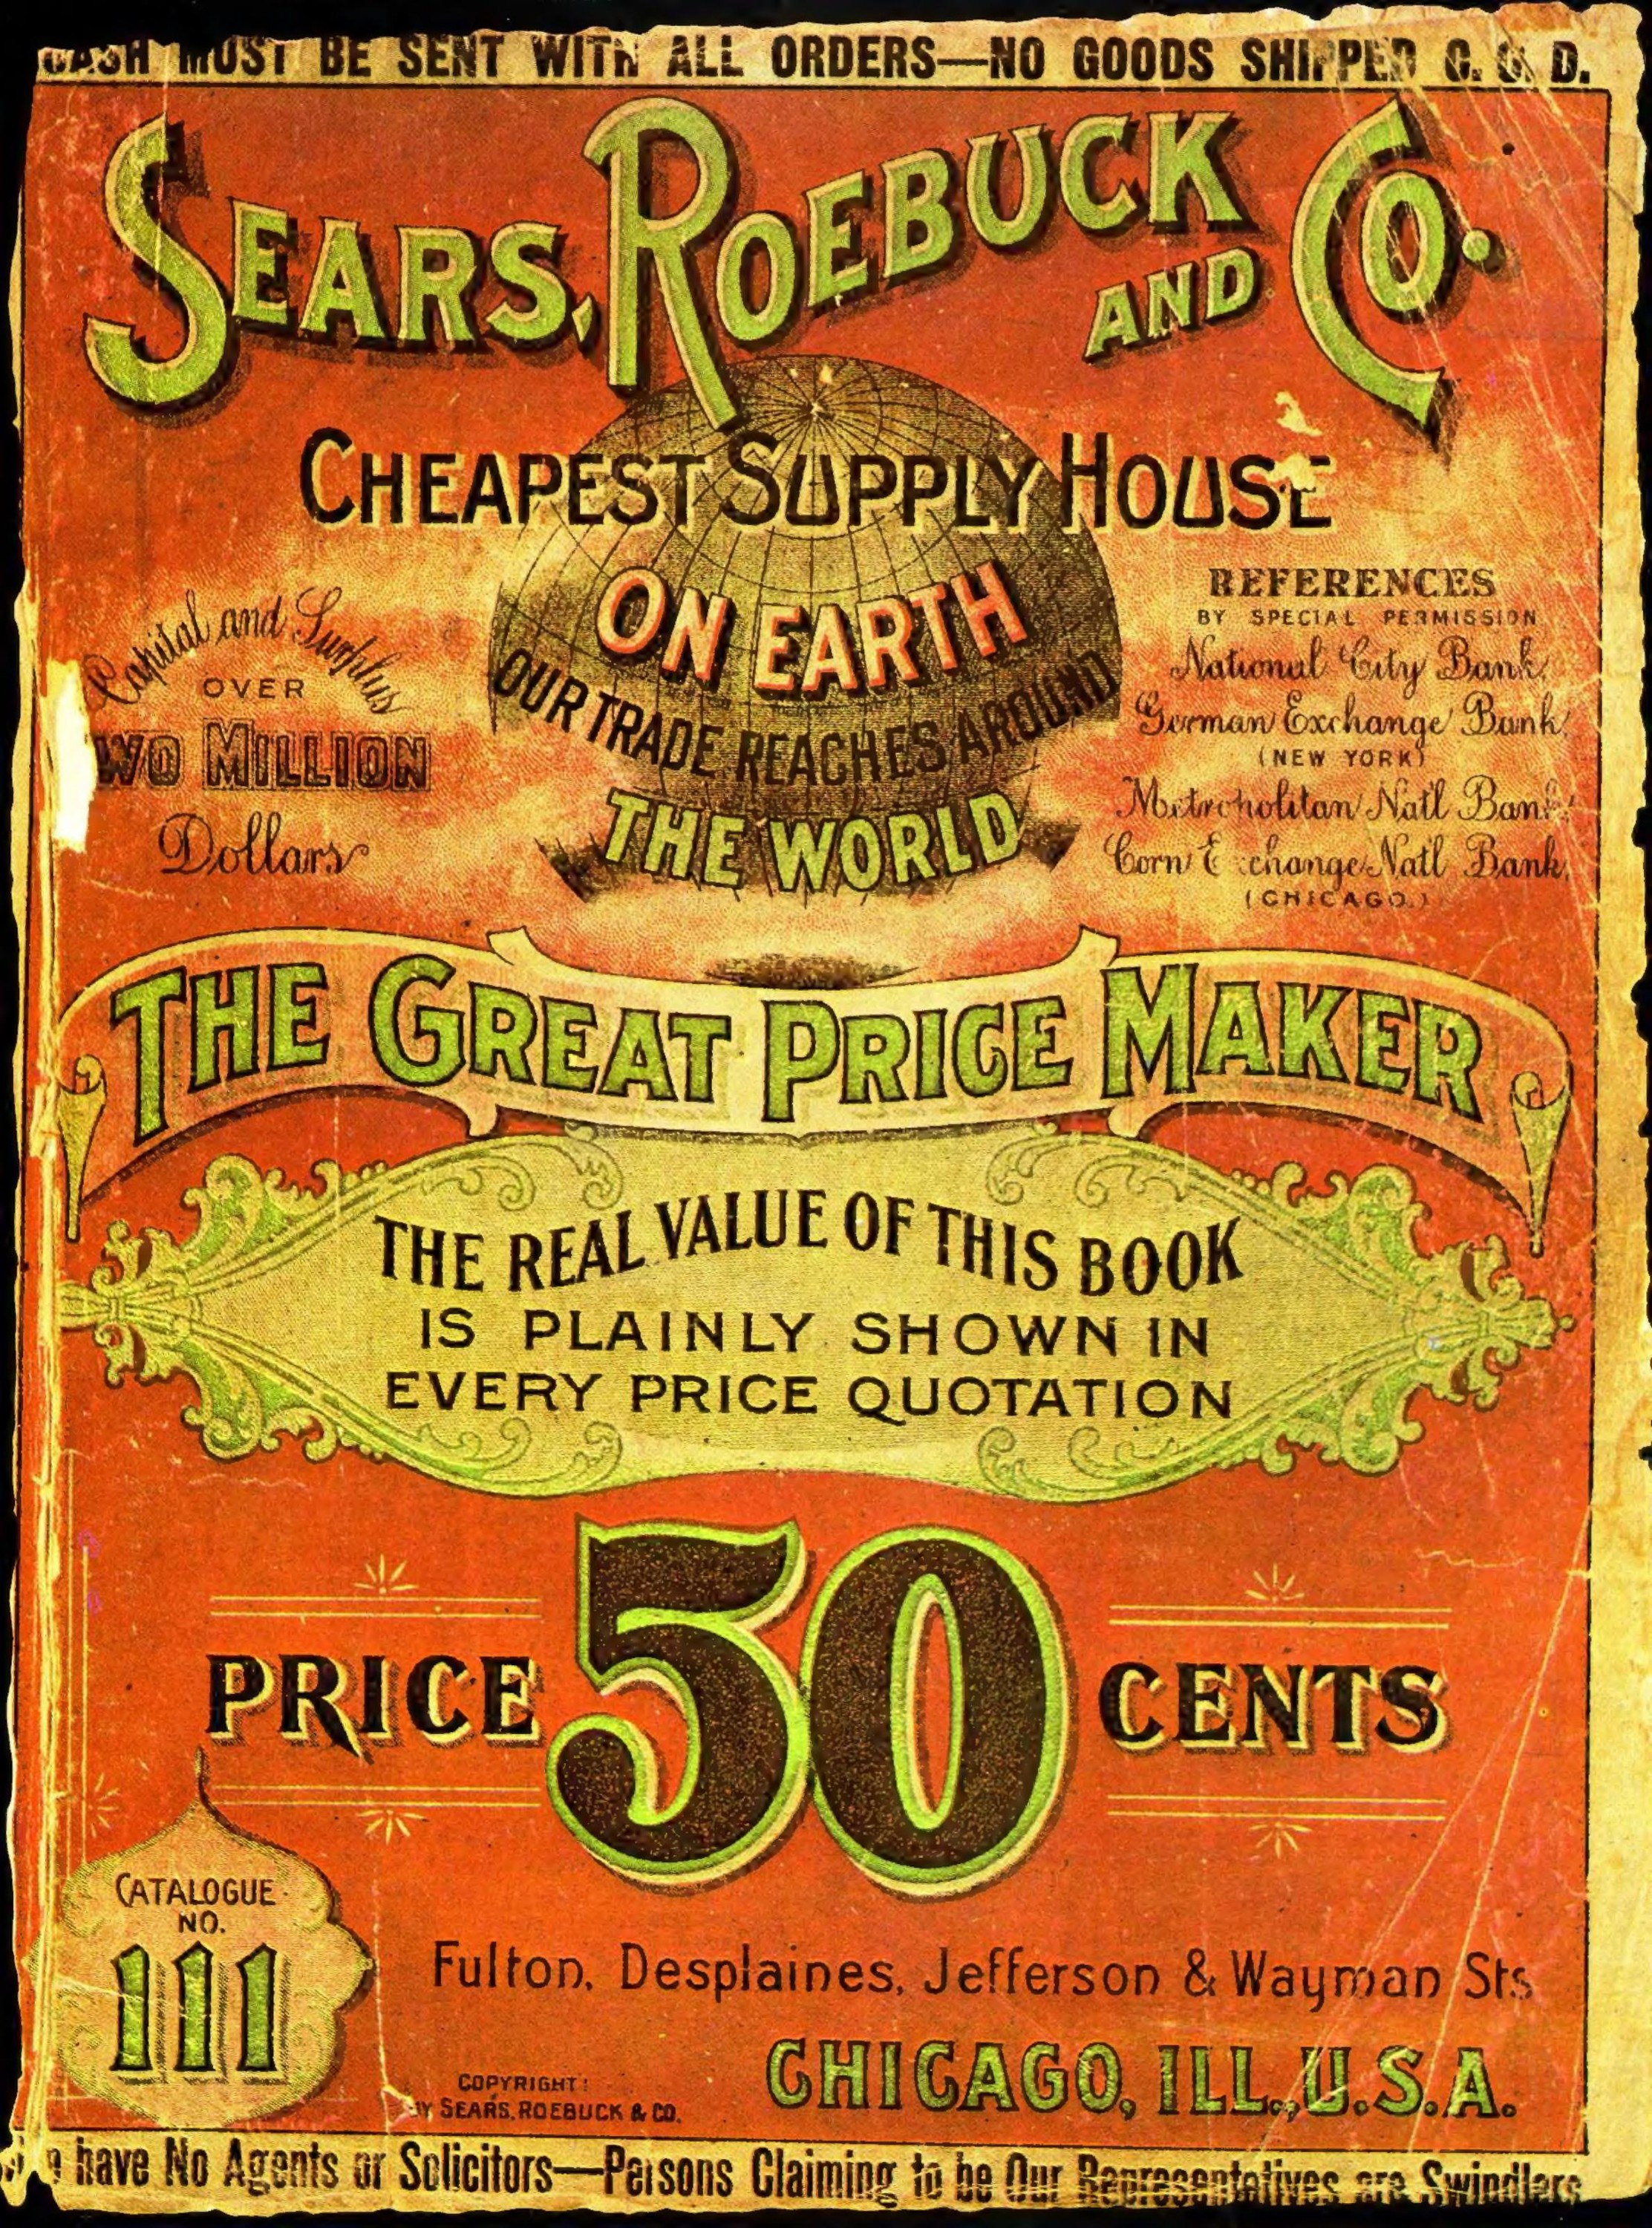 CASH MUST BE SENT WITH ALL ORDERS—NO GOODS SHIPPED C. O. D.
SEARS, ROEBUCK AND CO.
CHEAPEST SUPPLY HOUSE
ON EARTH
OUR TRADE REACHES AROUND
THE WORLD
Capital and Surplus
OVER
TWO MILLION
Dollars
REFERENCES
BY SPECIAL PERMISSION
National City Bank,
German Exchange Bank,
(NEW YORK)
Metropolitan Nat'l Bank,
Corn Exchange Nat'l Bank,
(CHICAGO.)
THE GREAT PRICE MAKER
THE REAL VALUE OF THIS BOOK
IS PLAINLY SHOWN IN
EVERY PRICE QUOTATION
PRICE 50 CENTS
CATALOGUE
NO.
111
Fulton, Desplaines, Jefferson & Wayman Sts
CHICAGO, ILL., U.S.A.
COPYRIGHT
BY SEARS, ROEBUCK & CO.
have No Agents or Solicitors—Persons Claiming to be Our Representatives are Swindlers